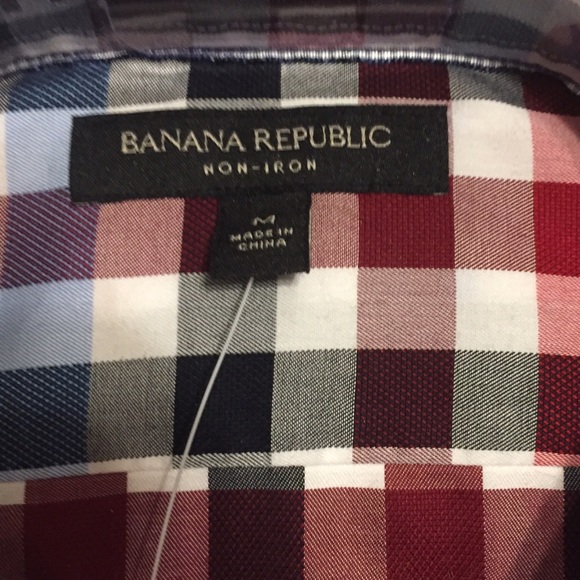 BANANA REPUBLIC
NON-IRON
M
MADE IN
CHINA